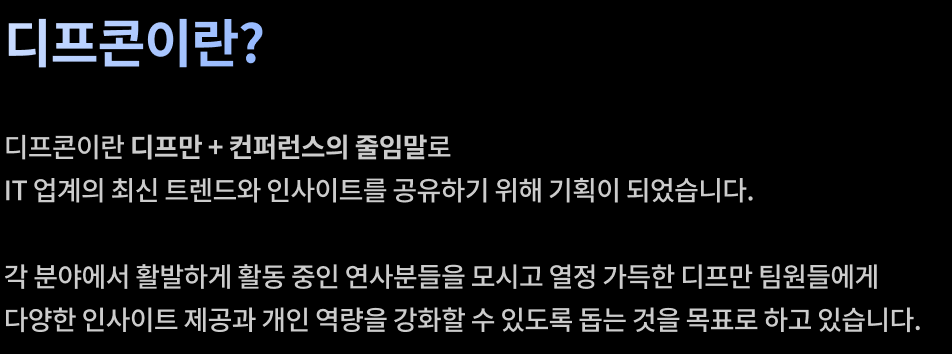 디프콘이란?
디프콘이란 디프만 + 컨퍼런스의 줄임말로
IT 업계의 최신 트렌드와 인사이트를 공유하기 위해 기획이 되었습니다.
각 분야에서 활발하게 활동 중인 연사분들을 모시고 열정 가득한 디프만 팀원들에게
다양한 인사이트 제공과 개인 역량을 강화할 수 있도록 돕는 것을 목표로 하고 있습니다.